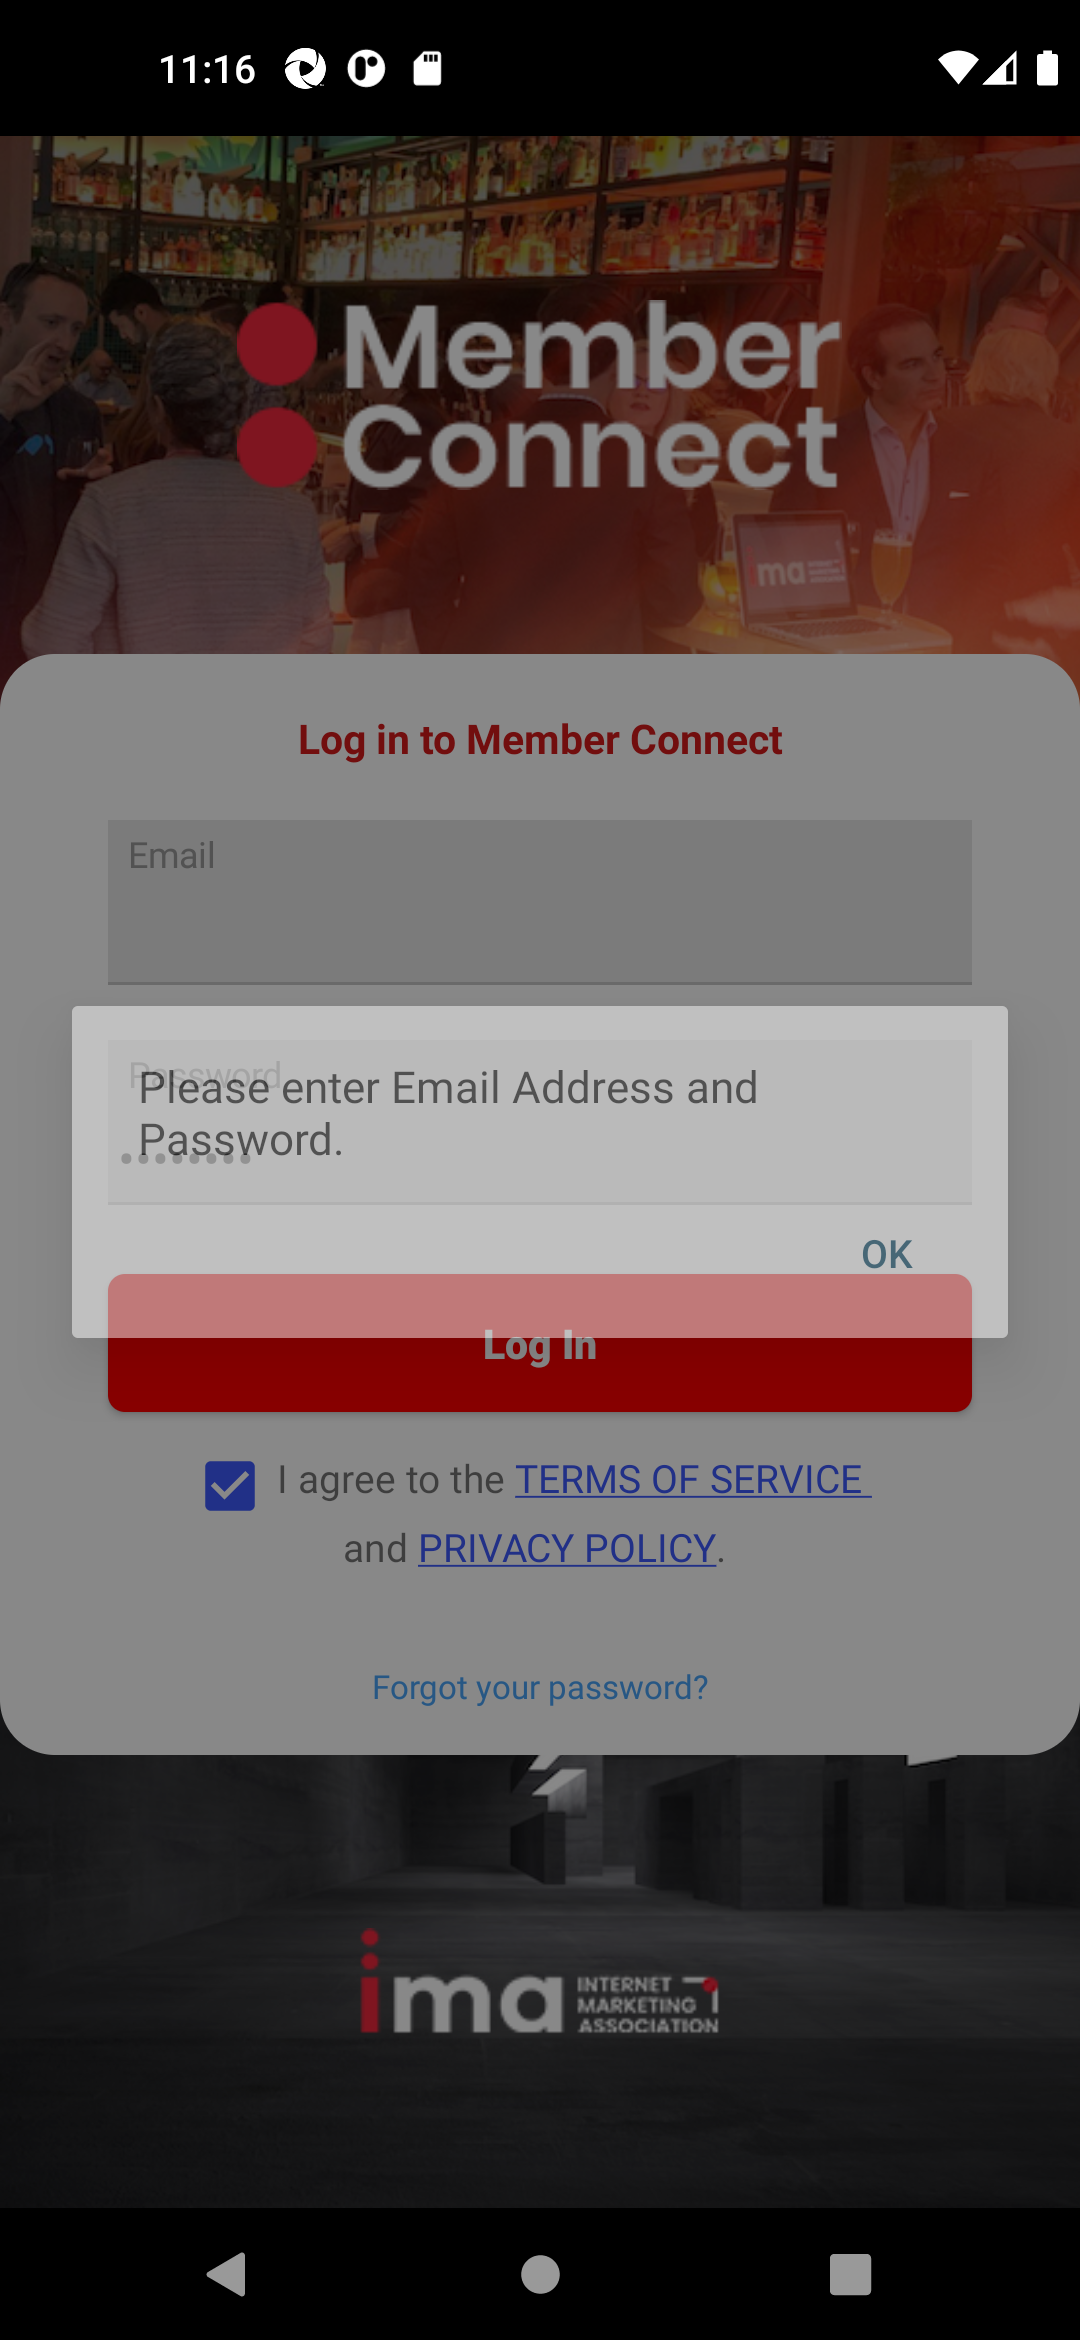 11:16
Member
Connect
ima
Log in to Member Connect
Email
Password
Please enter Email Address and
Password.
OK
Log In
I agree to the TERMS OF SERVICE
and PRIVACY POLICY.
Forgot your password?
ima INTERNET
MARKETING
ASSOCIATION